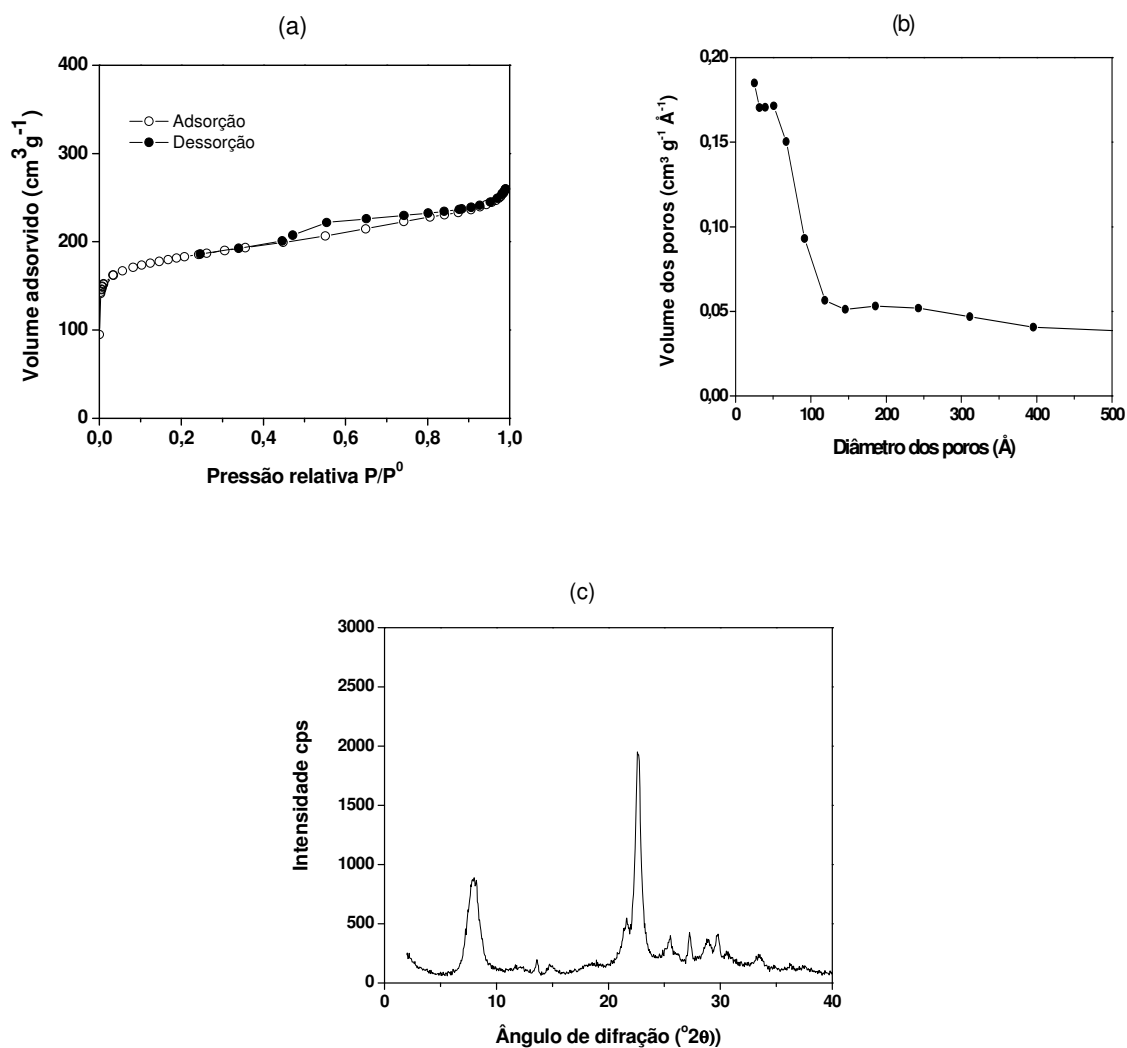 (a)
400
300
200
100
0
0,0 0,2 0,4 0,6 0,8 1,0
Volume adsorvido (cm³g⁻¹)
Adsorção
Dessorção
Pressão relativa P/P⁰
(b)
0,20
0,15
0,10
0,05
0,00
0 100 200 300 400 500
Volume dos poros (cm³ g⁻¹ Å⁻¹)
Diâmetro dos poros (Å)
(c)
3000
2500
2000
1500
1000
500
0
0 10 20 30 40
Intensidade cps
Ângulo de difração (°2θ))